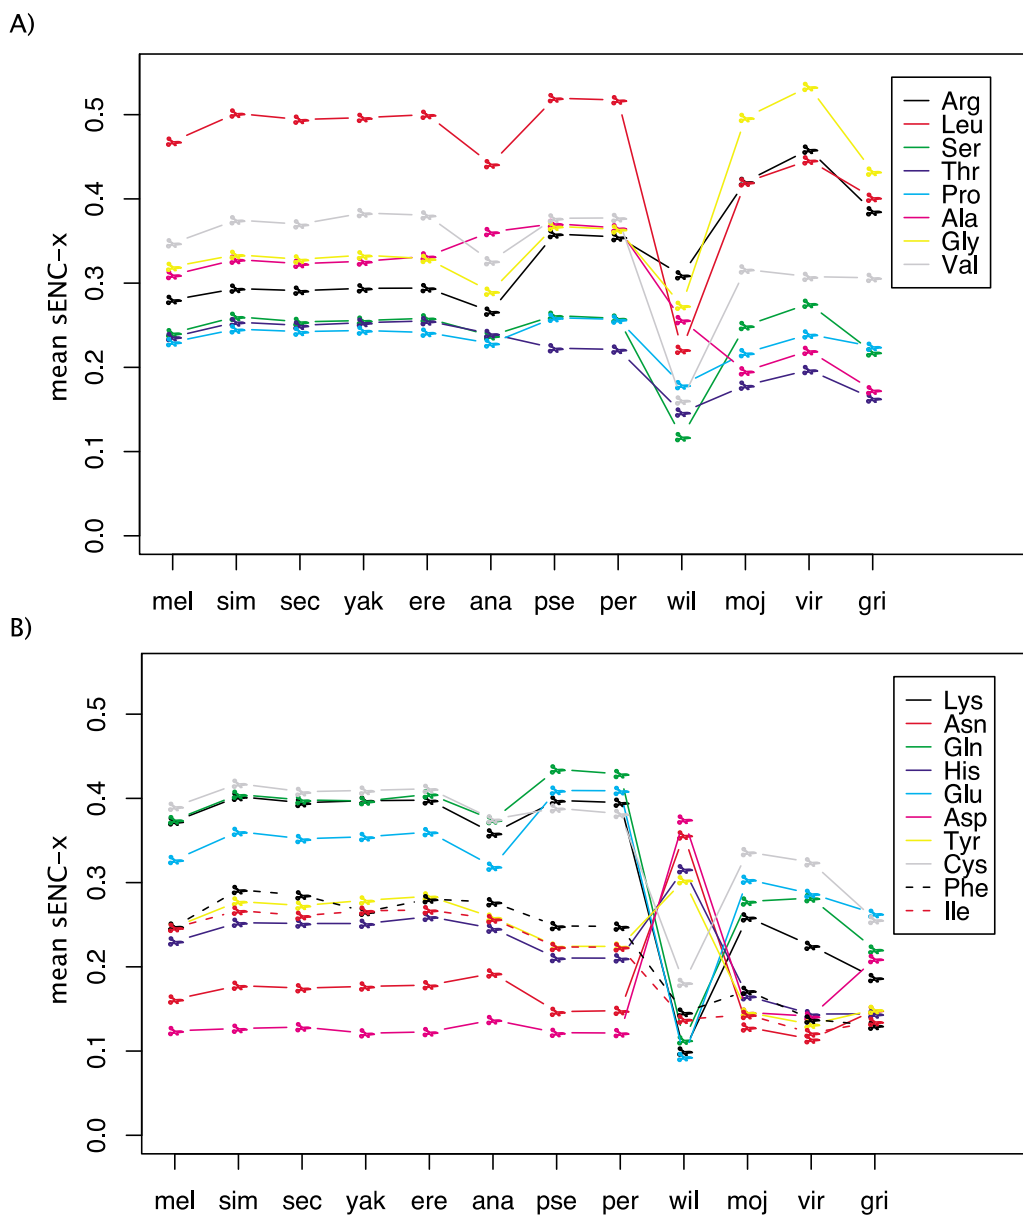 A)
mean sENC-x
0.0 0.1 0.2 0.3 0.4 0.5
Arg
Leu
Ser
Thr
Pro
Ala
Gly
Val
mel sim sec yak ere ana pse per wil moj vir gri
B)
mean sENC-x
0.0 0.1 0.2 0.3 0.4 0.5
Lys
Asn
Gln
His
Glu
Asp
Tyr
Cys
Phe
Ile
mel sim sec yak ere ana pse per wil moj vir gri